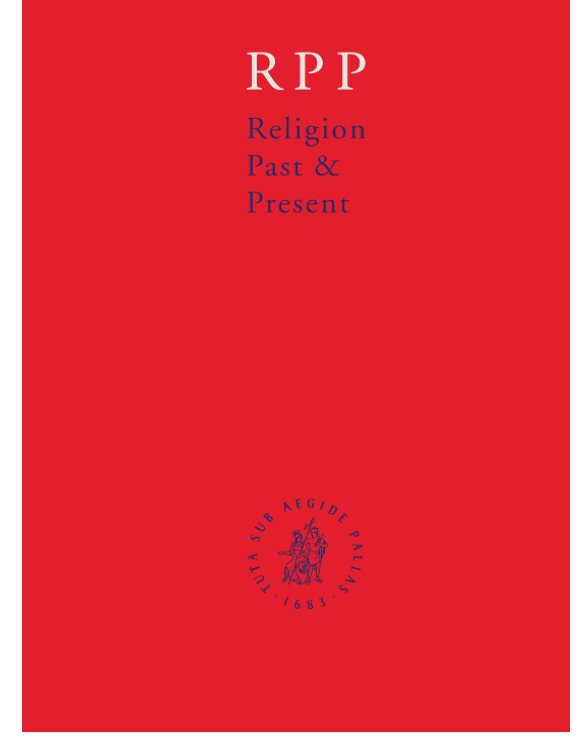 RPP
Religion
Past &
Present
TUTA SUB AEGIDE PALLAS
· 1683 ·